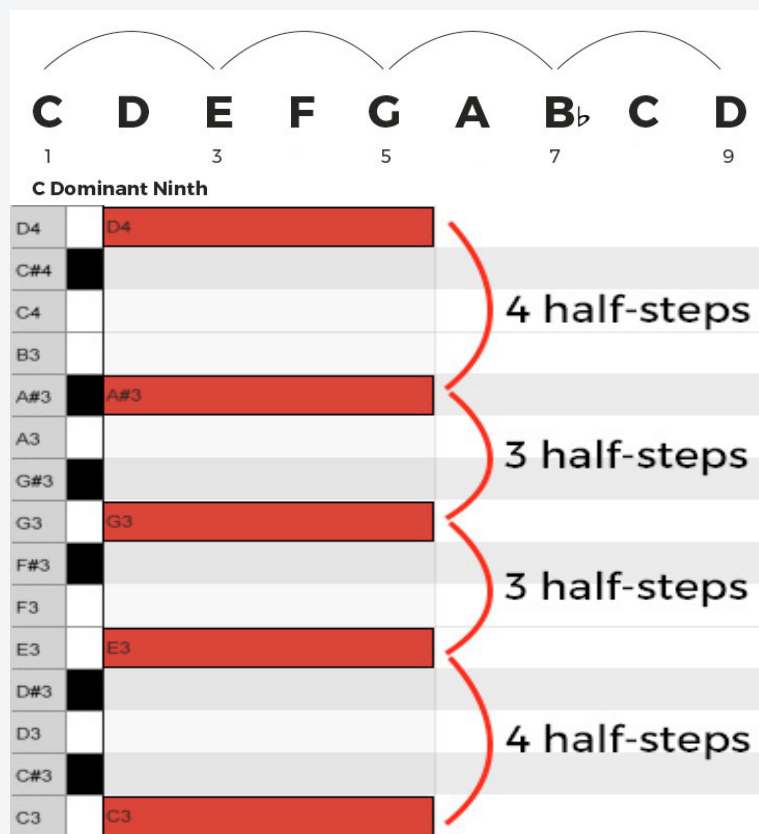 C D E F G A B♭ C D
1 3 5 7 9
C Dominant Ninth
D4 D4
C#4
C4
4 half-steps
B3
A#3 A#3
A3
3 half-steps
G#3
G3 G3
F#3
3 half-steps
F3
E3 E3
D#3
D3
4 half-steps
C#3
C3 C3